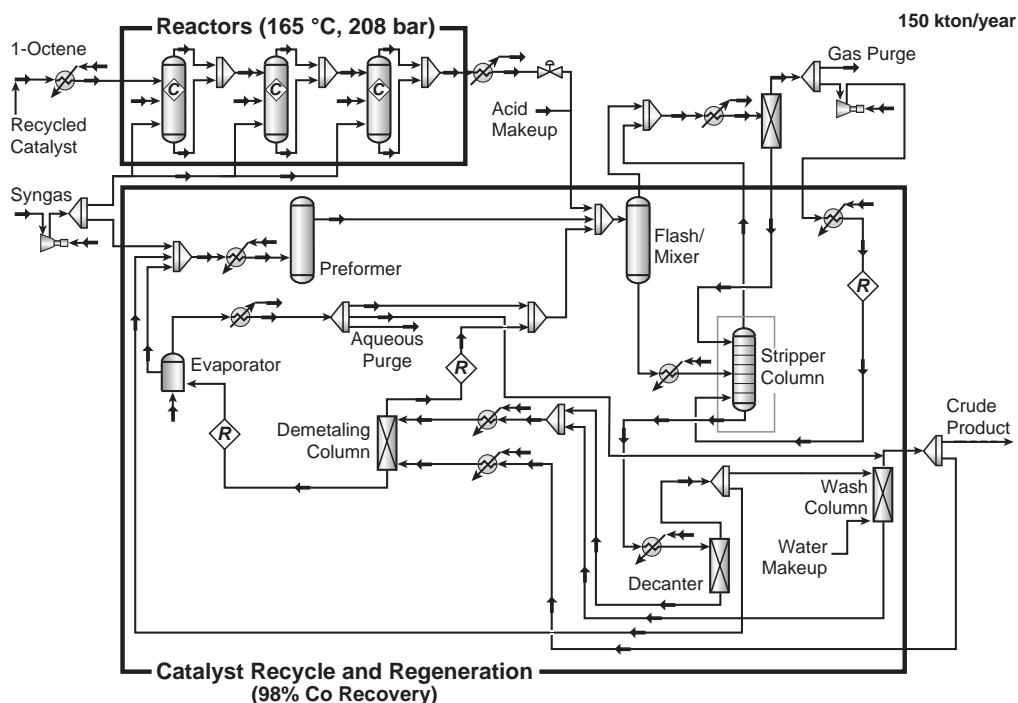 Reactors (165 °C, 208 bar)
150 kton/year
1-Octene
Gas Purge
C
C
C
Recycled
Catalyst
Acid
Makeup
Syngas
Preformer
Flash/
Mixer
R
Evaporator
Aqueous
Purge
R
Stripper
Column
R
Demetaling
Column
Crude
Product
Wash
Column
Water
Makeup
Decanter
Catalyst Recycle and Regeneration
(98% Co Recovery)